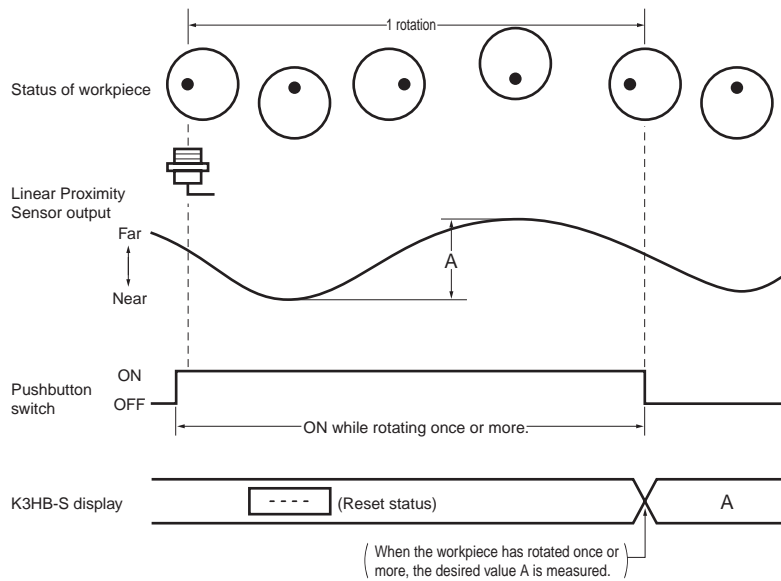 1 rotation
Status of workpiece
Linear Proximity
Sensor output
Far
A
Near
ON
Pushbutton
switch
OFF
ON while rotating once or more.
K3HB-S display
- - - -
(Reset status)
A
(When the workpiece has rotated once or
more, the desired value A is measured.)